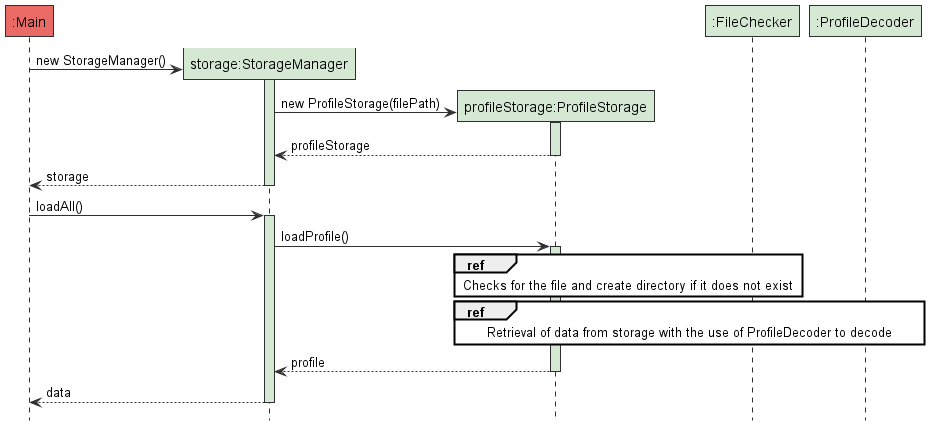 :Main
:FileChecker
:ProfileDecoder
new StorageManager()
storage:StorageManager
new ProfileStorage(filePath)
profileStorage:ProfileStorage
profileStorage
storage
loadAll()
loadProfile()
ref
Checks for the file and create directory if it does not exist
ref
Retrieval of data from storage with the use of ProfileDecoder to decode
profile
data